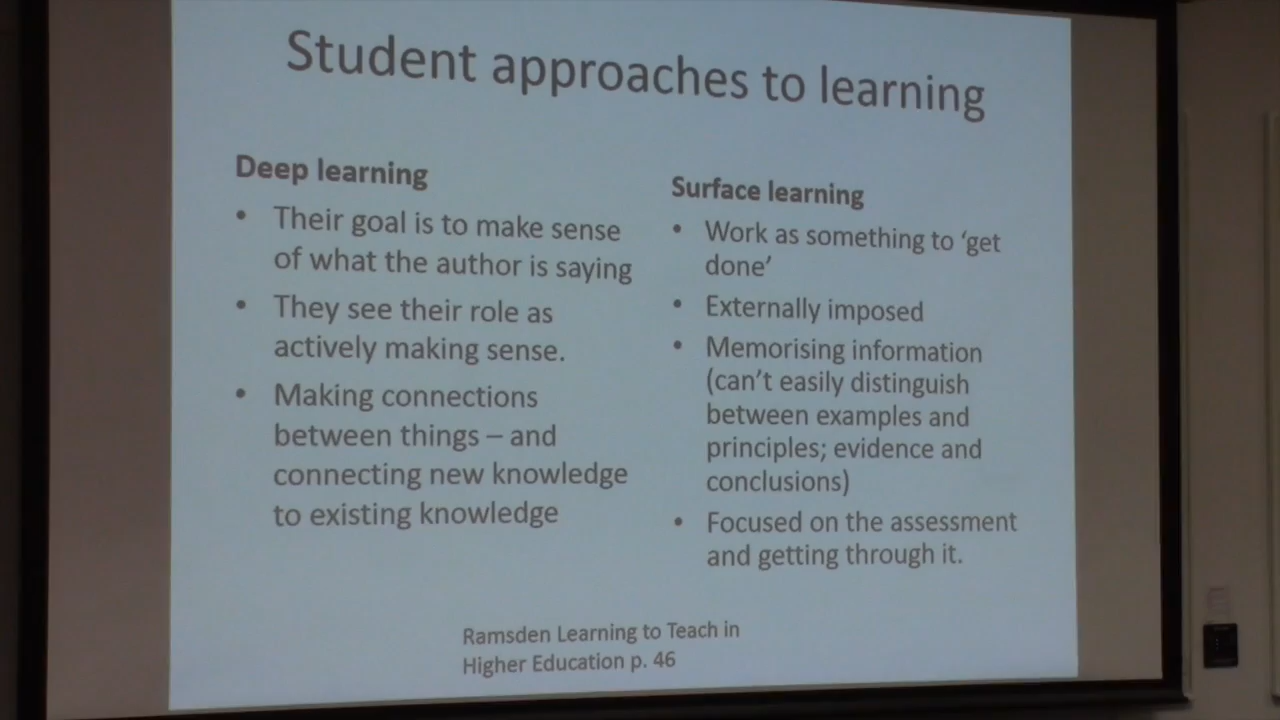 Student approaches to learning
Deep learning
• Their goal is to make sense
of what the author is saying
• They see their role as
actively making sense.
• Making connections
between things – and
connecting new knowledge
to existing knowledge
Surface learning
• Work as something to ‘get
done’
• Externally imposed
• Memorising information
(can’t easily distinguish
between examples and
principles; evidence and
conclusions)
• Focused on the assessment
and getting through it.
Ramsden Learning to Teach in
Higher Education p. 46